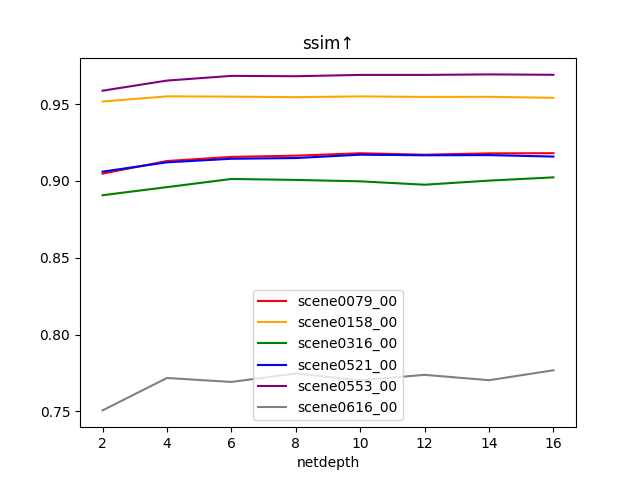 ssim↑
0.95
0.90
0.85
0.80
0.75
scene0079_00
scene0158_00
scene0316_00
scene0521_00
scene0553_00
scene0616_00
2 4 6 8 10 12 14 16
netdepth